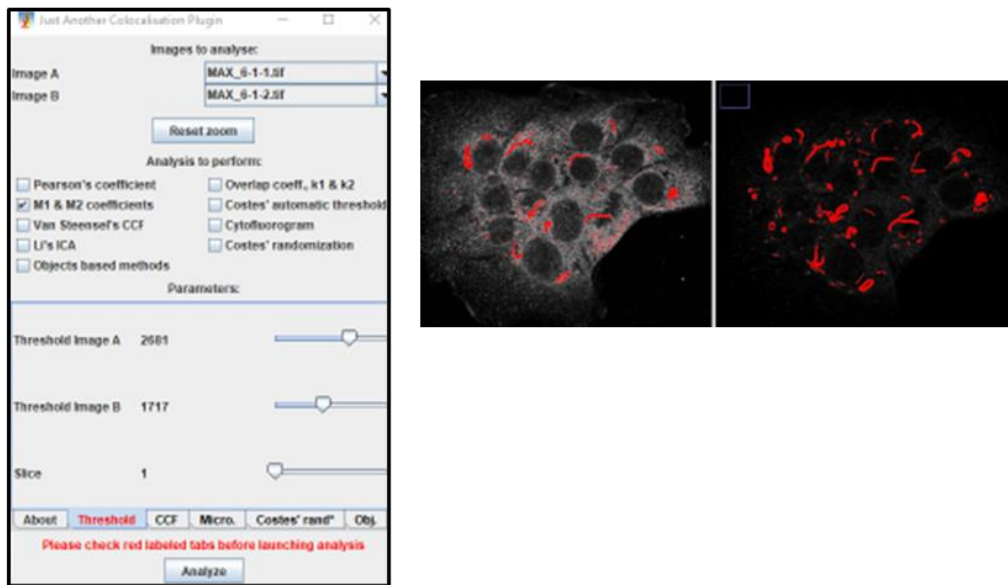 Just Another Colocalisation Plugin
Images to analyse:
Image A MAX_6-1-1.tif
Image B MAX_6-1-2.tif
Reset zoom
Analysis to perform:
Pearson's coefficient Overlap coeff., k1 & k2
M1 & M2 coefficients Costes' automatic threshold
Van Steensel's CCF Cytofluorogram
Li's ICA Costes' randomization
Objects based methods
Parameters:
Threshold Image A 2681
Threshold Image B 1717
Slice 1
About Threshold CCF Micro. Costes' rand° Obj.
Please check red labeled tabs before launching analysis
Analyze